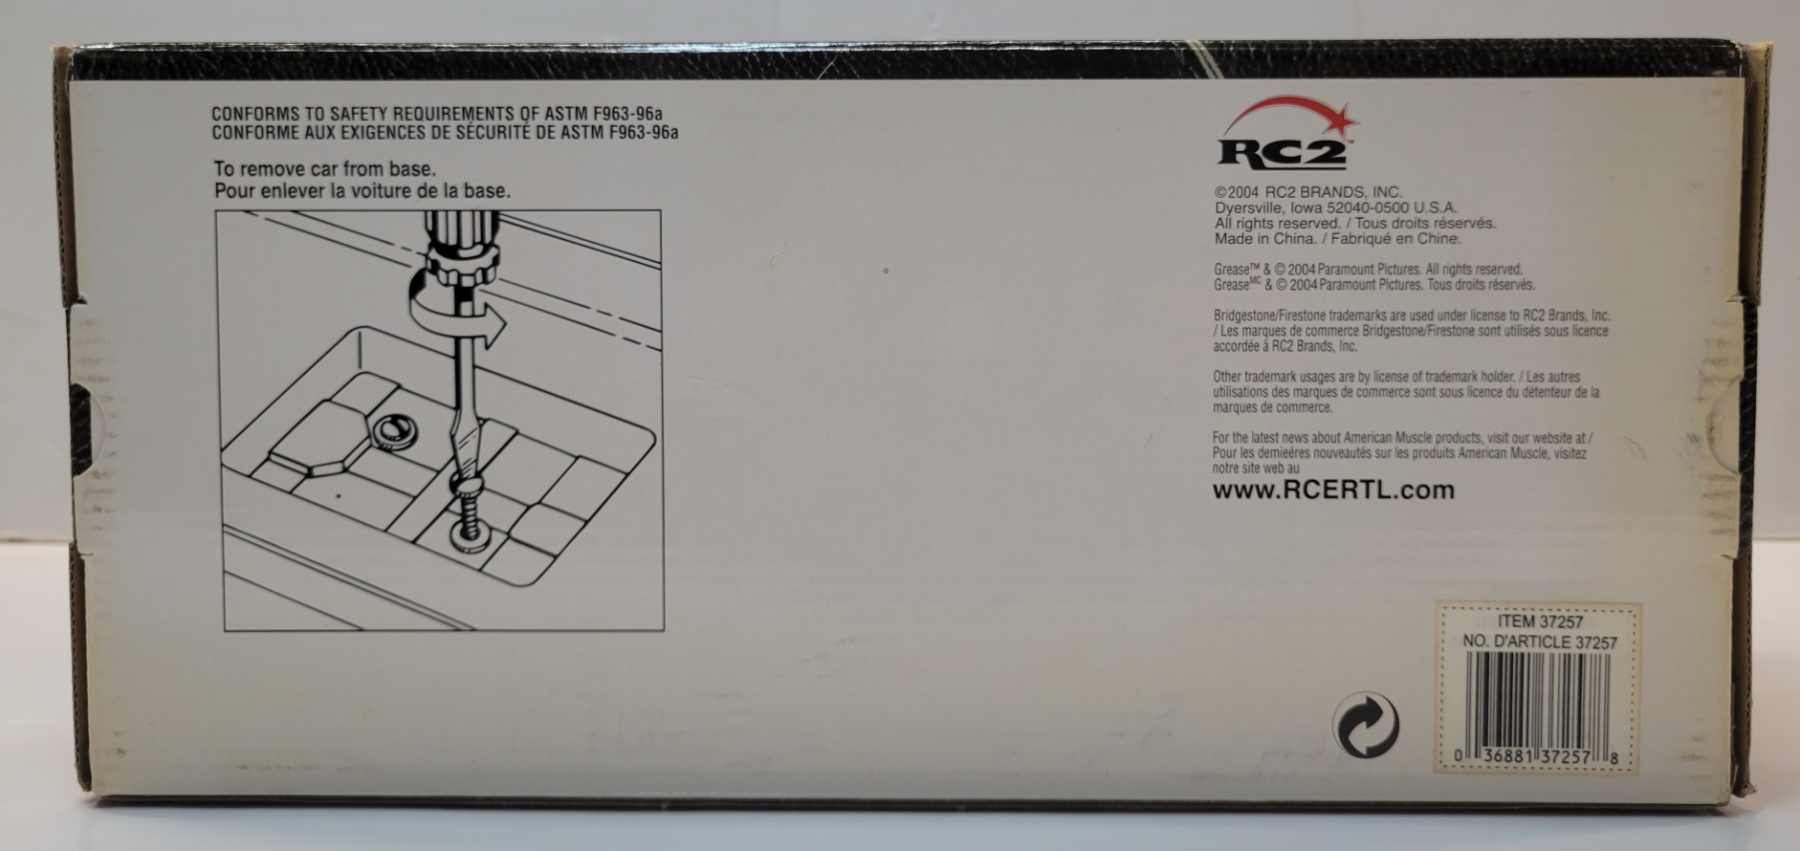 CONFORMS TO SAFETY REQUIREMENTS OF ASTM F963-96a
CONFORME AUX EXIGENCES DE SÉCURITÉ DE ASTM F963-96a
To remove car from base.
Pour enlever la voiture de la base.
RC2™
©2004 RC2 BRANDS, INC.
Dyersville, Iowa 52040-0500 U.S.A.
All rights reserved. / Tous droits réservés.
Made in China. / Fabriqué en Chine.
Grease™ & © 2004 Paramount Pictures. All rights reserved.
Grease MC & © 2004 Paramount Pictures. Tous droits réservés.
Bridgestone/Firestone trademarks are used under license to RC2 Brands, Inc.
/ Les marques de commerce Bridgestone/Firestone sont utilisés sous licence
accordée à RC2 Brands, Inc.
Other trademark usages are by license of trademark holder. / Les autres
utilisations des marques de commerce sont sous licence du détenteur de la
marques de commerce.
For the latest news about American Muscle products, visit our website at /
Pour les demieéres nouveautés sur les produits American Muscle, visitez
notre site web au
www.RCERTL.com
ITEM 37257
NO. D'ARTICLE 37257
0 36881 37257 8